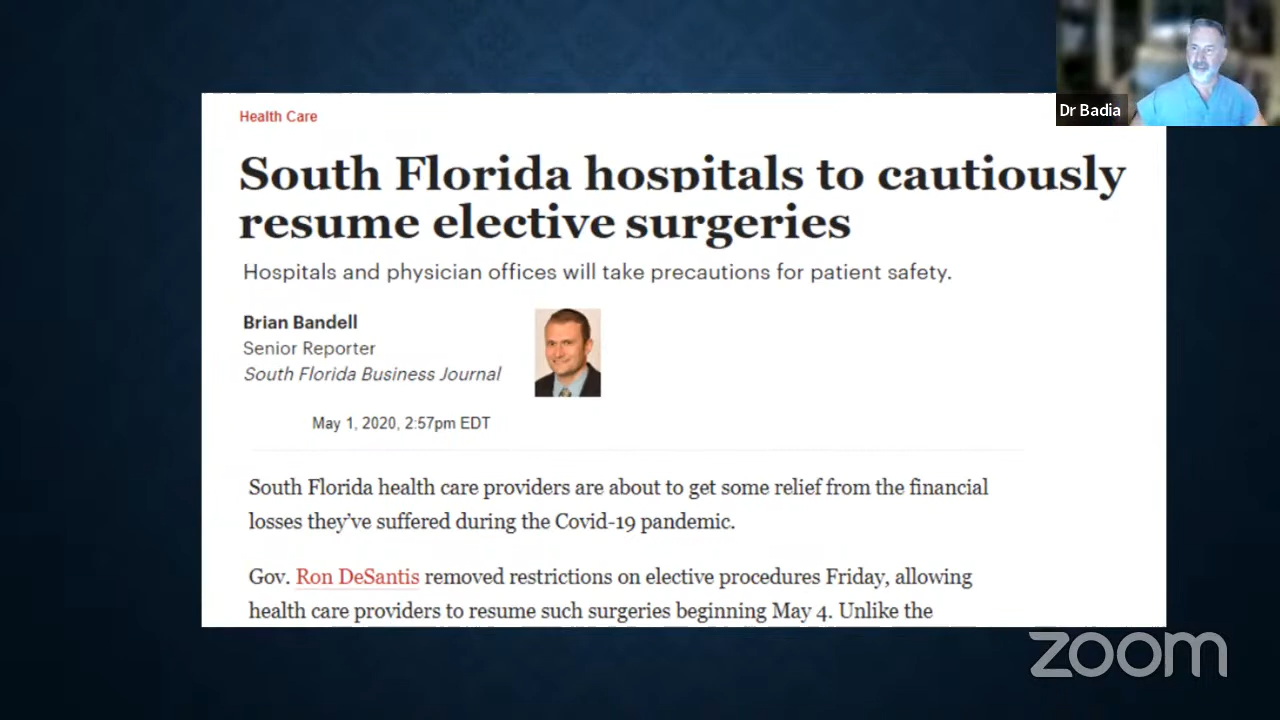 Dr Badia
Health Care
South Florida hospitals to cautiously
resume elective surgeries
Hospitals and physician offices will take precautions for patient safety.
Brian Bandell
Senior Reporter
South Florida Business Journal
May 1, 2020, 2:57pm EDT
South Florida health care providers are about to get some relief from the financial
losses they've suffered during the Covid-19 pandemic.
Gov. Ron DeSantis removed restrictions on elective procedures Friday, allowing
health care providers to resume such surgeries beginning May 4. Unlike the
zoom